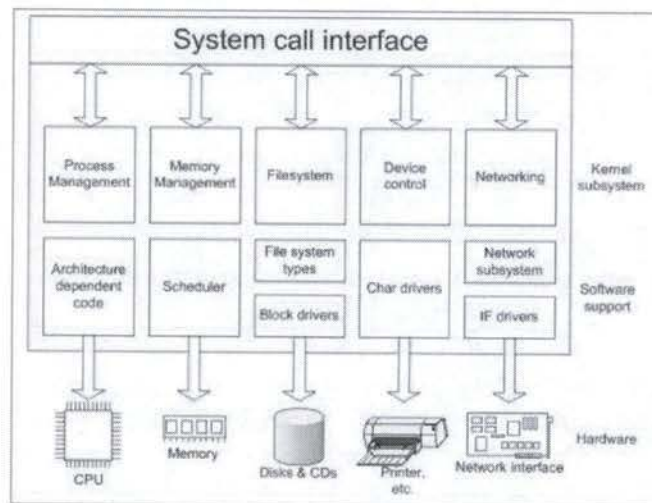 System call interface
Process
Management
Memory
Management
Filesystem
Device
control
Networking
Kernel
subsystem
Architecture
dependent
code
Scheduler
File system
types
Block drivers
Char drivers
Network
subsystem
IF drivers
Software
support
CPU
Memory
Disks & CDs
Printer,
etc.
Network interface
Hardware